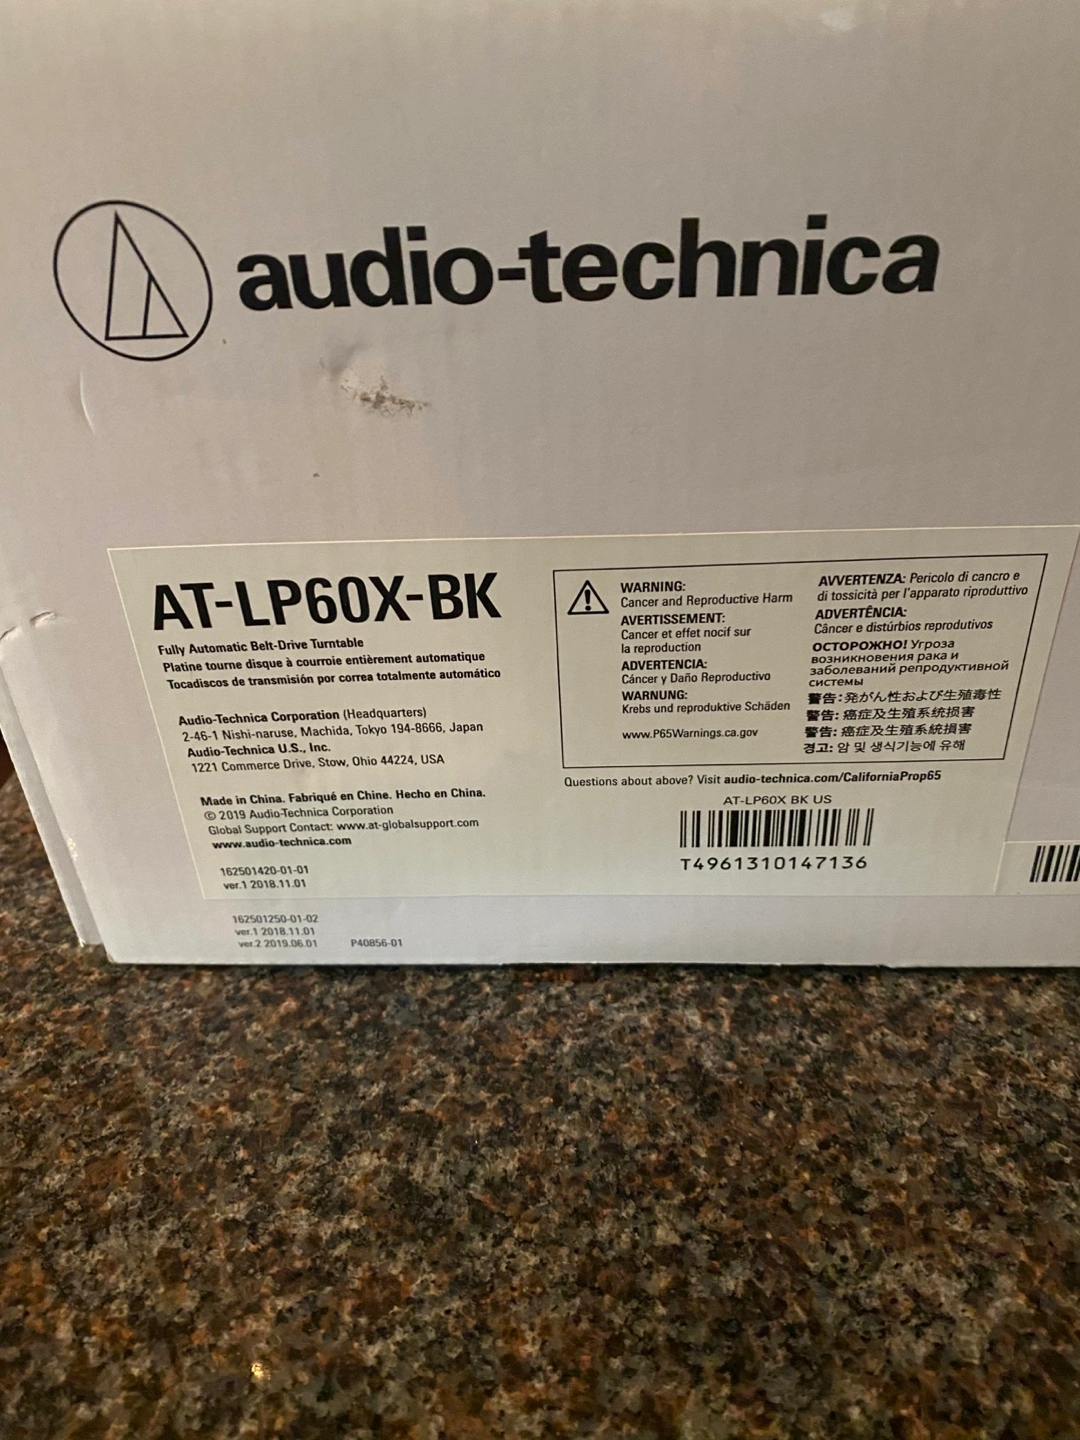 audio-technica
AT-LP60X-BK
Fully Automatic Belt-Drive Turntable
Platine tourne disque à courroie entièrement automatique
Tocadiscos de transmisión por correa totalmente automático
Audio-Technica Corporation (Headquarters)
2-46-1 Nishi-naruse, Machida, Tokyo 194-8666, Japan
Audio-Technica U.S., Inc.
1221 Commerce Drive, Stow, Ohio 44224, USA
Made in China. Fabriqué en Chine. Hecho en China.
© 2019 Audio-Technica Corporation
Global Support Contact: www.at-globalsupport.com
www.audio-technica.com
162501420-01-01
ver.1 2018.11.01
162501250-01-02
ver.1 2018.11.01
ver.2 2019.06.01 P40856-01
WARNING:
Cancer and Reproductive Harm
AVERTISSEMENT:
Cancer et effet nocif sur
la reproduction
ADVERTENCIA:
Cáncer y Daño Reproductivo
WARNUNG:
Krebs und reproduktive Schäden
www.P65Warnings.ca.gov
AVVERTENZA: Pericolo di cancro e
di tossicità per l'apparato riproduttivo
ADVERTÊNCIA:
Câncer e distúrbios reprodutivos
ОСТОРОЖНО! Угроза
возникновения рака и
заболеваний репродуктивной
системы
警告: 発がん性および生殖毒性
警告: 癌症及生殖系统损害
警告: 癌症及生殖系統損害
경고: 암 및 생식기능에 유해
Questions about above? Visit audio-technica.com/CaliforniaProp65
AT-LP60X BK US
T4961310147136